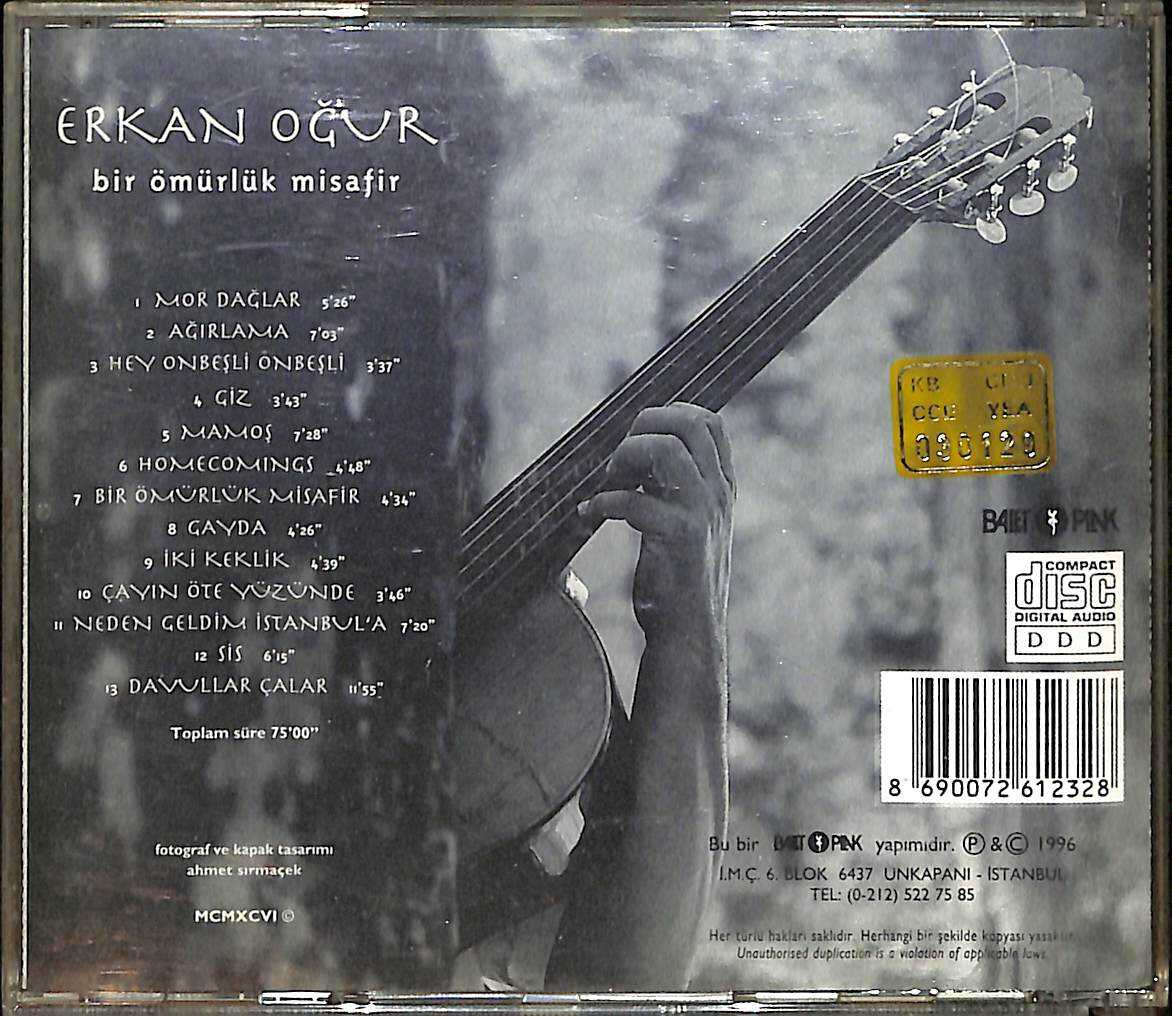 ERKAN OĞUR
bir ömürlük misafir
1 MOR DAĞLAR 5'26"
2 AĞIRLAMA 7'03"
3 HEY ONBEŞLİ ÖNBEŞLİ 3'37"
4 GİZ 3'43"
5 MAMOŞ 7'28"
6 HOMECOMINGS 4'48"
7 BİR ÖMÜRLÜK MİSAFİR 4'34"
8 GAYDA 4'26"
9 İKİ KEKLİK 4'39"
10 ÇAYIN ÖTE YÜZÜNDE 3'46"
11 NEDEN GELDİM İSTANBUL'A 7'20"
12 SİS 6'15"
13 DAVULLAR ÇALAR 11'55"
Toplam süre 75'00"
fotograf ve kapak tasarımı
ahmet sırmaçek
MCMXCVI ©
KB
YSA
BALET PLAK
COMPACT
disc
DIGITAL AUDIO
D D D
8 690072 612328
Bu bir BALET PLAK yapımıdır. ℗ & © 1996
İ.M.Ç. 6. BLOK 6437 UNKAPANI - İSTANBUL
TEL: (0-212) 522 75 85
Her türlü hakları saklıdır. Herhangi bir şekilde kopyası yasaktır.
Unauthorised duplication is a violation of applicable laws.